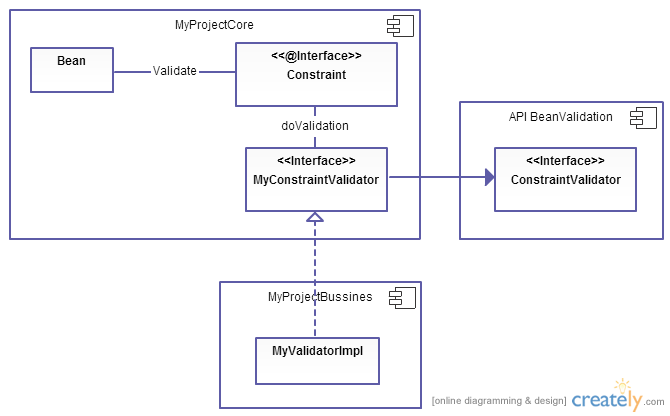 MyProjectCore
Bean
Validate
<<@Interface>>
Constraint
doValidation
<<Interface>>
MyConstraintValidator
API BeanValidation
<<Interface>>
ConstraintValidator
MyProjectBussines
MyValidatorImpl
[online diagramming & design] creately.com